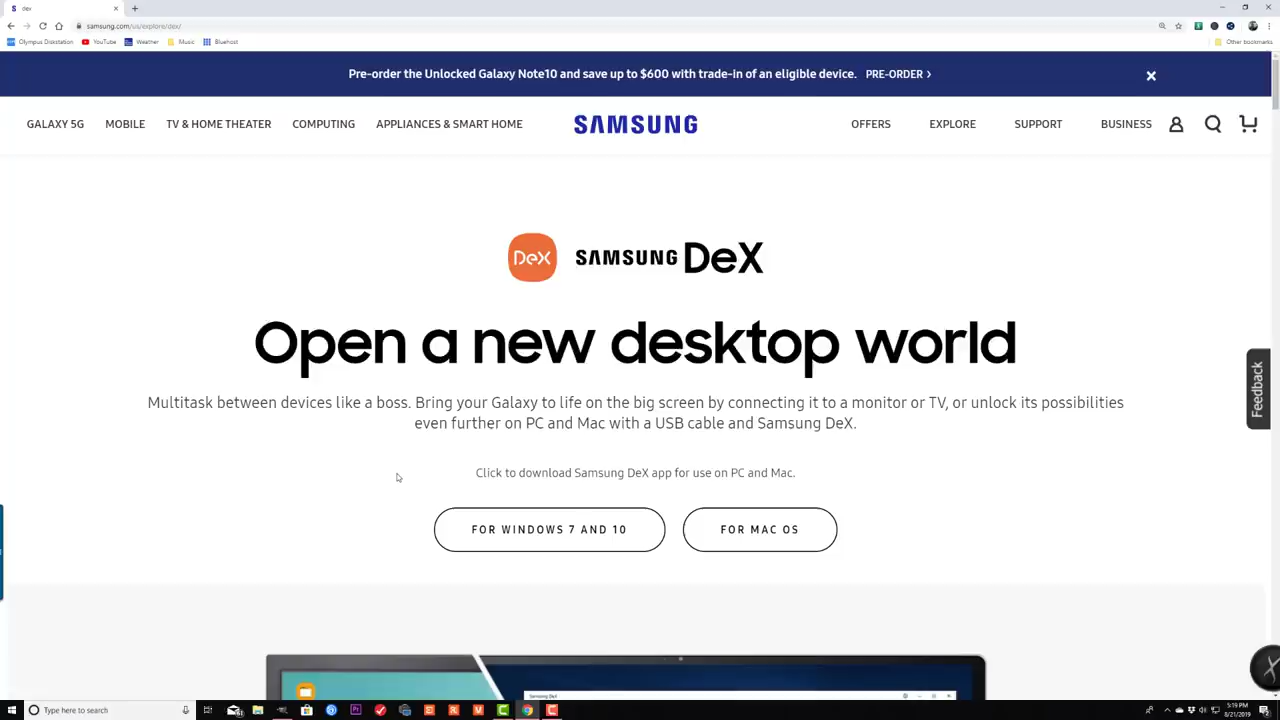 dex
samsung.com/us/explore/dex/
Olympus Diskstation YouTube Weather Music Bluehost Other bookmarks
Pre-order the Unlocked Galaxy Note10 and save up to $600 with trade-in of an eligible device. PRE-ORDER
GALAXY 5G MOBILE TV & HOME THEATER COMPUTING APPLIANCES & SMART HOME SAMSUNG OFFERS EXPLORE SUPPORT BUSINESS
DeX SAMSUNG DeX
Open a new desktop world
Multitask between devices like a boss. Bring your Galaxy to life on the big screen by connecting it to a monitor or TV, or unlock its possibilities
even further on PC and Mac with a USB cable and Samsung DeX.
Feedback
Click to download Samsung DeX app for use on PC and Mac.
FOR WINDOWS 7 AND 10 FOR MAC OS
Samsung DeX
Type here to search
5:19 PM
8/21/2019